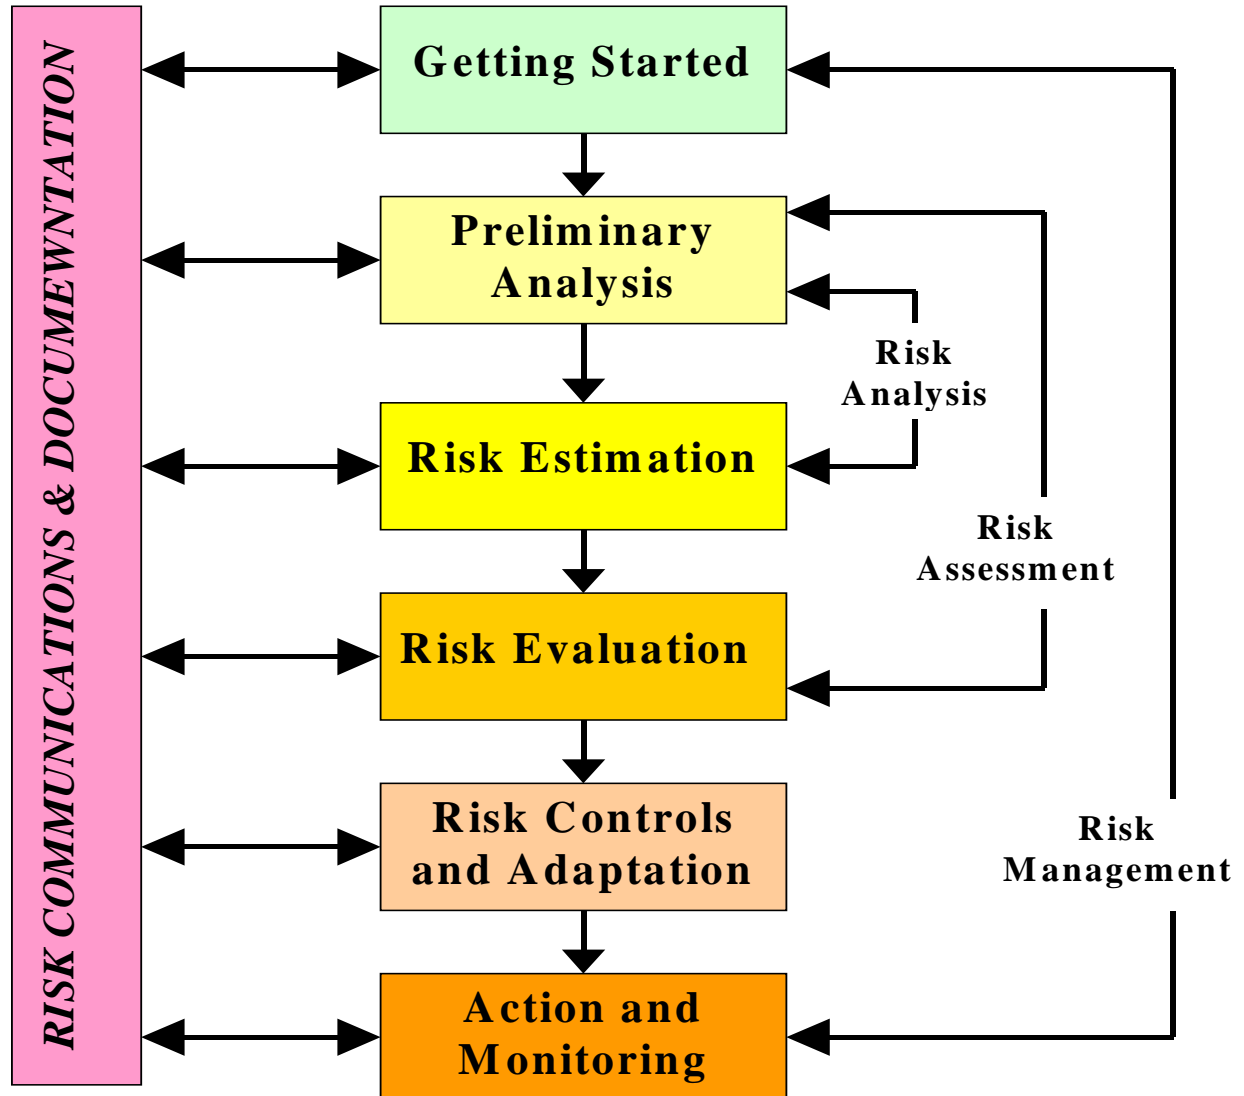 RISK COMMUNICATIONS & DOCUMEWNTATION
Getting Started
Preliminary
Analysis
Risk
Analysis
Risk Estimation
Risk
Assessment
Risk Evaluation
Risk Controls
and Adaptation
Risk
Management
Action and
Monitoring